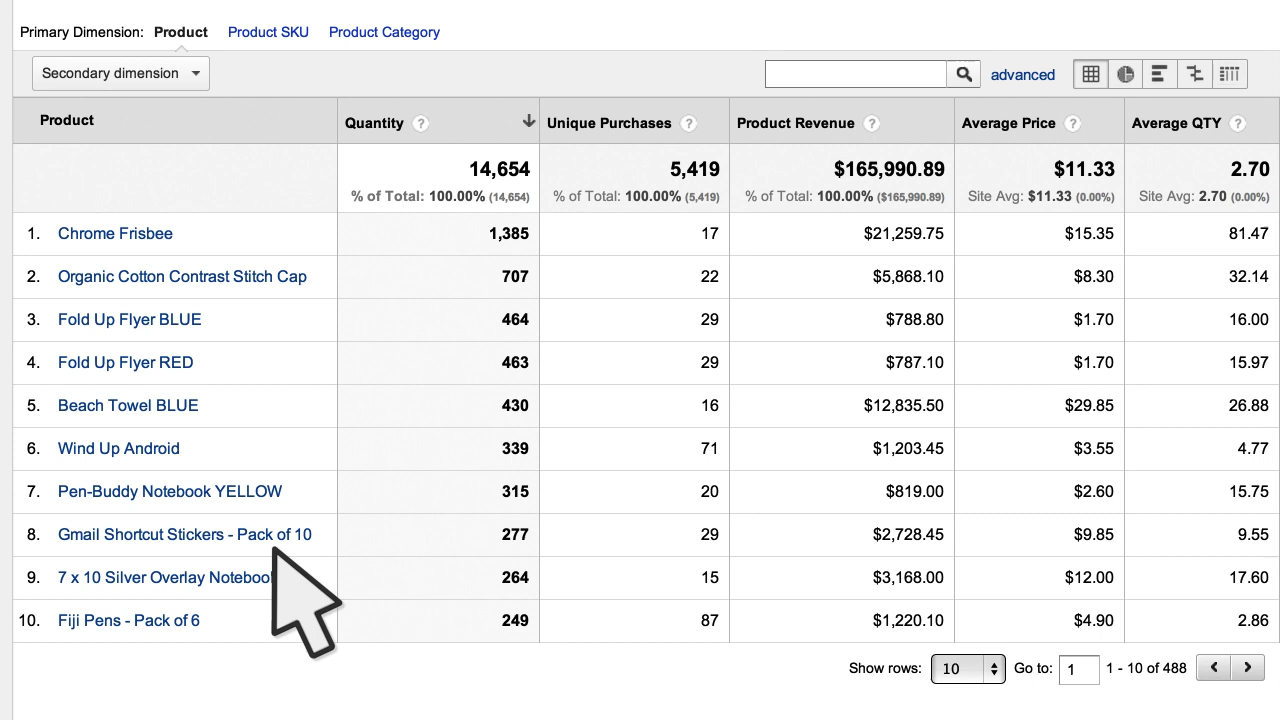 Primary Dimension: Product Product SKU Product Category
Secondary dimension advanced
Product Quantity ? Unique Purchases ? Product Revenue ? Average Price ? Average QTY ?
14,654 5,419 $165,990.89 $11.33 2.70
% of Total: 100.00% (14,654) % of Total: 100.00% (5,419) % of Total: 100.00% ($165,990.89) Site Avg: $11.33 (0.00%) Site Avg: 2.70 (0.00%)
1. Chrome Frisbee 1,385 17 $21,259.75 $15.35 81.47
2. Organic Cotton Contrast Stitch Cap 707 22 $5,868.10 $8.30 32.14
3. Fold Up Flyer BLUE 464 29 $788.80 $1.70 16.00
4. Fold Up Flyer RED 463 29 $787.10 $1.70 15.97
5. Beach Towel BLUE 430 16 $12,835.50 $29.85 26.88
6. Wind Up Android 339 71 $1,203.45 $3.55 4.77
7. Pen-Buddy Notebook YELLOW 315 20 $819.00 $2.60 15.75
8. Gmail Shortcut Stickers - Pack of 10 277 29 $2,728.45 $9.85 9.55
9. 7 x 10 Silver Overlay Notebook 264 15 $3,168.00 $12.00 17.60
10. Fiji Pens - Pack of 6 249 87 $1,220.10 $4.90 2.86
Show rows: 10 Go to: 1 1 - 10 of 488